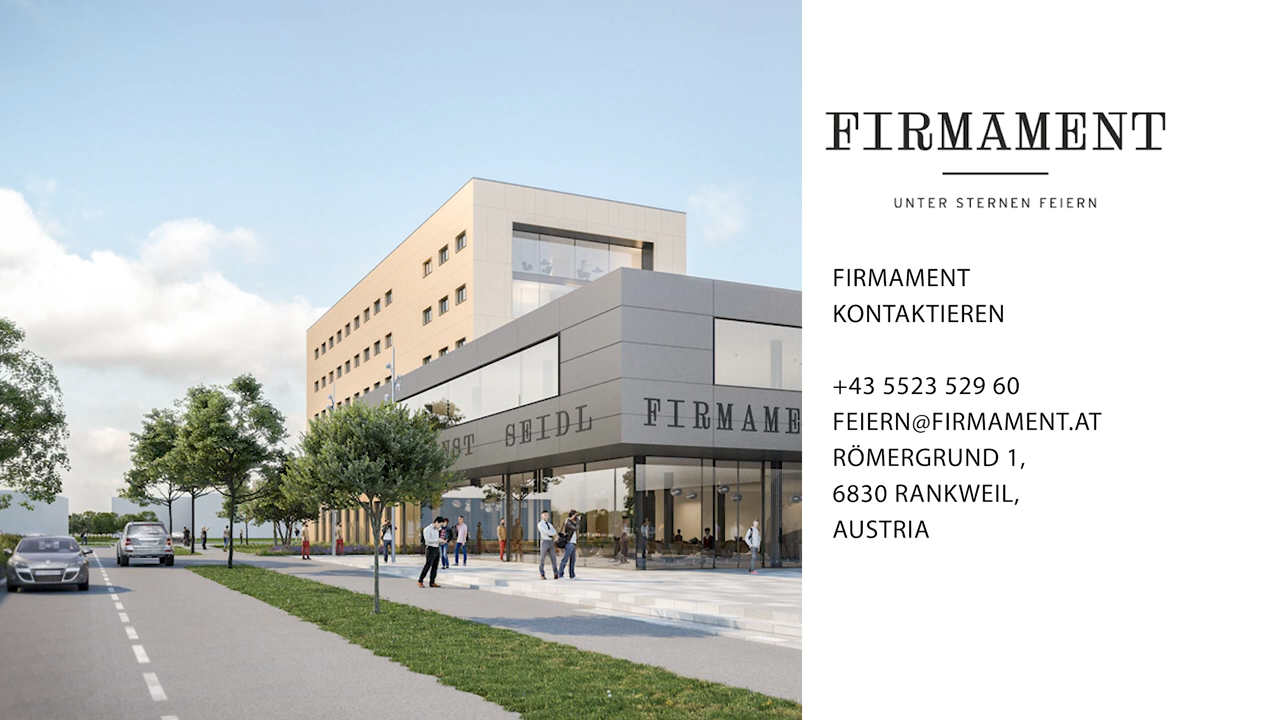 FIRMAMENT
UNTER STERNEN FEIERN
FIRMAMENT
KONTAKTIEREN
+43 5523 529 60
FEIERN@FIRMAMENT.AT
RÖMERGRUND 1,
6830 RANKWEIL,
AUSTRIA
SEIDL FIRMAME